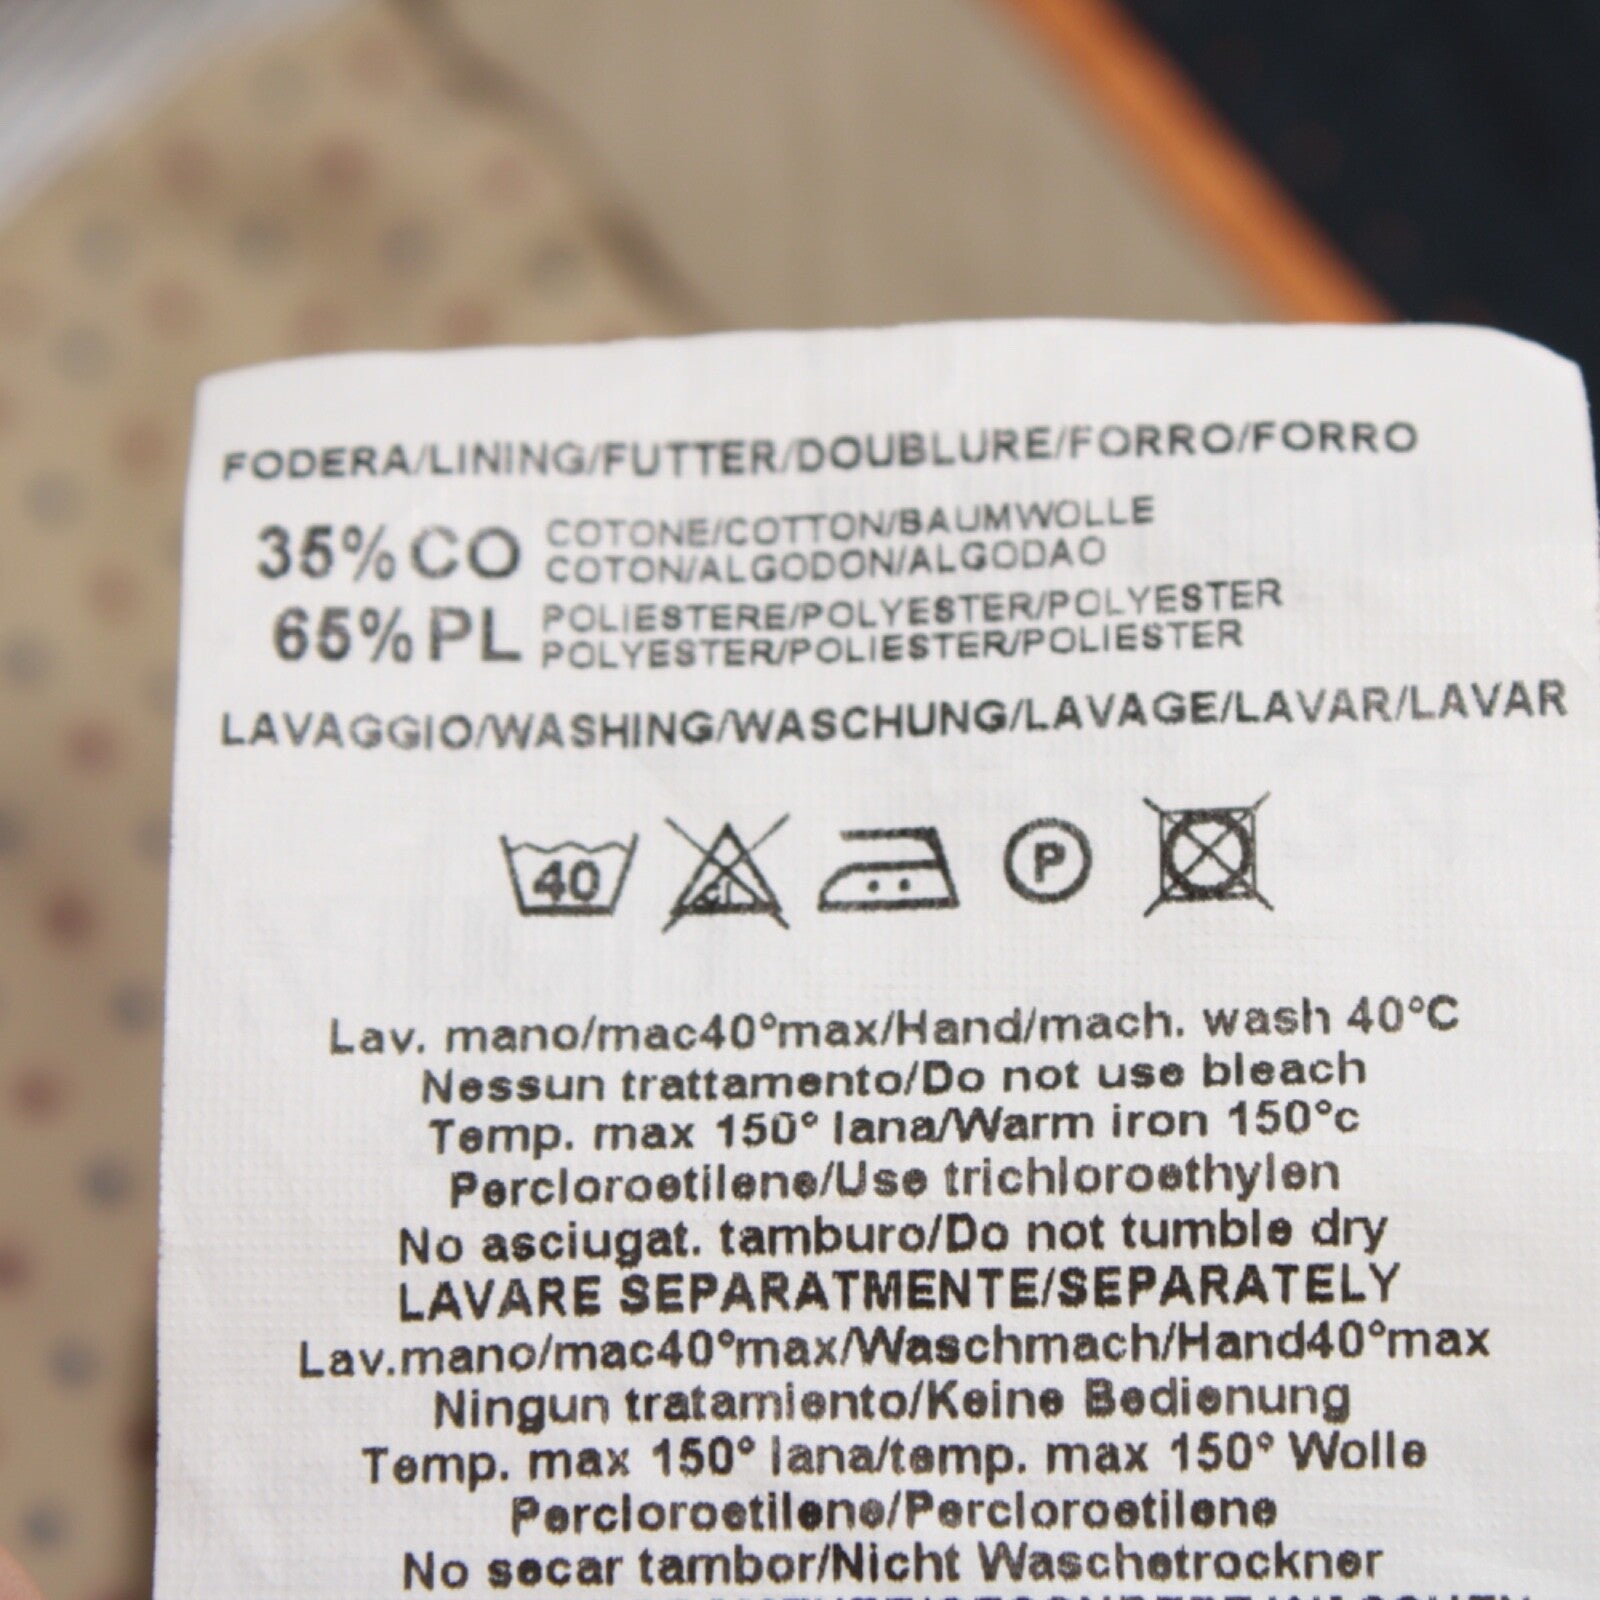 FODERA/LINING/FUTTER/DOUBLURE/FORRO/FORRO
35% CO COTONE/COTTON/BAUMWOLLE
COTON/ALGODON/ALGODAO
65% PL POLIESTERE/POLYESTER/POLYESTER
POLYESTER/POLIESTER/POLIESTER
LAVAGGIO/WASHING/WASCHUNG/LAVAGE/LAVAR/LAVAR
40 CL P
Lav. mano/mac40°max/Hand/mach. wash 40°C
Nessun trattamento/Do not use bleach
Temp. max 150° lana/Warm iron 150°c
Percloroetilene/Use trichloroethylen
No asciugat. tamburo/Do not tumble dry
LAVARE SEPARATMENTE/SEPARATELY
Lav.mano/mac40°max/Waschmach/Hand40°max
Ningun tratamiento/Keine Bedienung
Temp. max 150° lana/temp. max 150° Wolle
Percloroetilene/Percloroetilene
No secar tambor/Nicht Waschetrockner